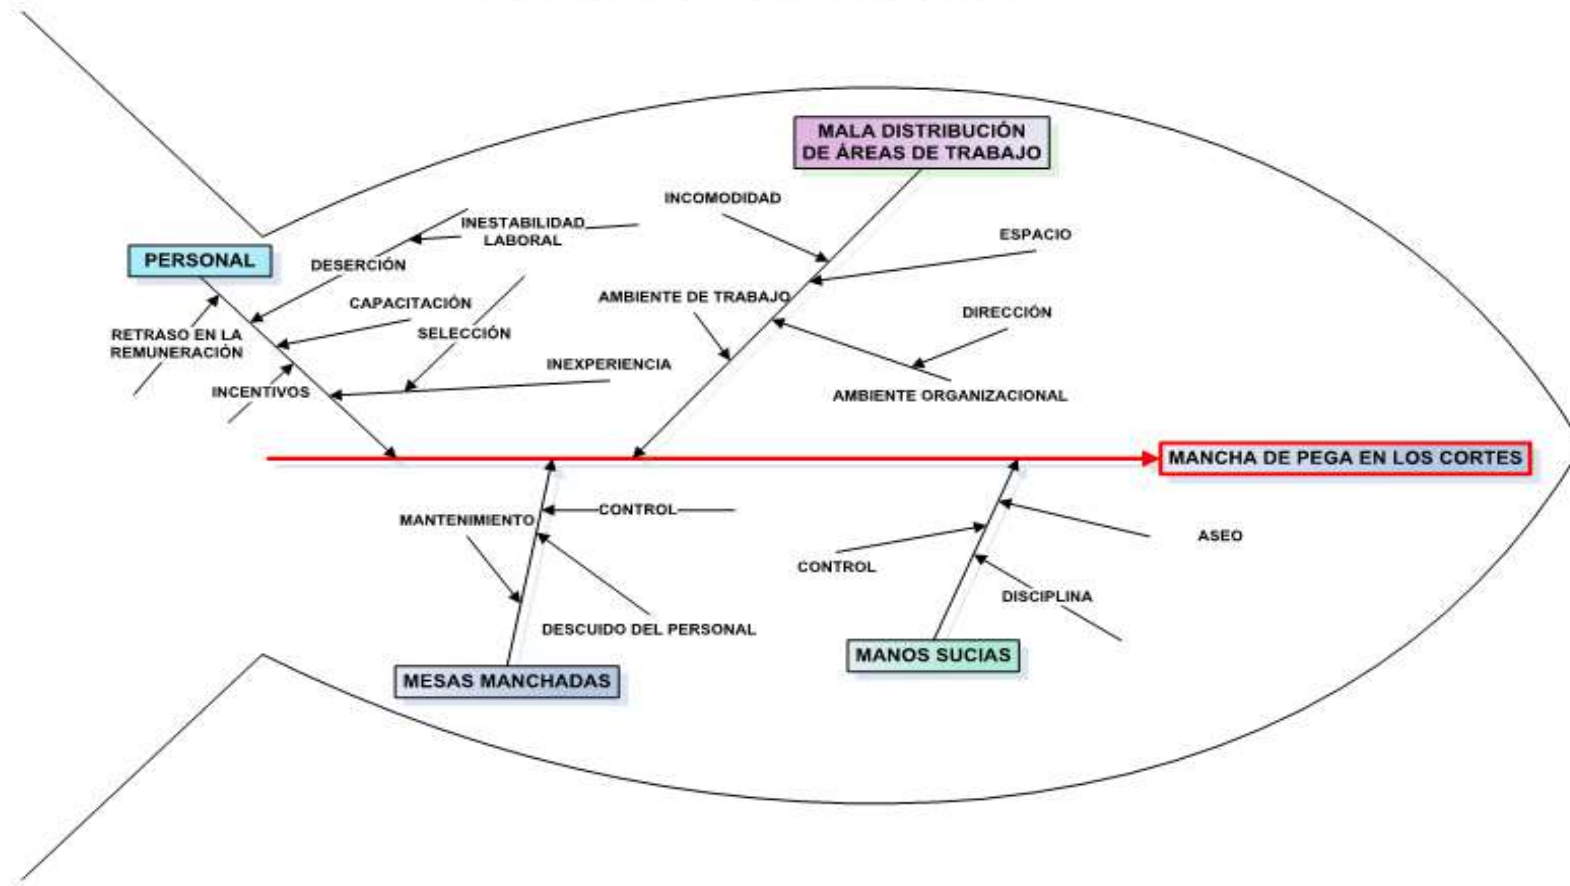 MALA DISTRIBUCIÓN
DE ÁREAS DE TRABAJO
INCOMODIDAD
ESPACIO
INESTABILIDAD
LABORAL
PERSONAL
DESERCIÓN
CAPACITACIÓN
AMBIENTE DE TRABAJO
DIRECCIÓN
RETRASO EN LA
REMUNERACIÓN
SELECCIÓN
INEXPERIENCIA
INCENTIVOS
AMBIENTE ORGANIZACIONAL
MANCHA DE PEGA EN LOS CORTES
MANTENIMIENTO
CONTROL
ASEO
CONTROL
DISCIPLINA
DESCUIDO DEL PERSONAL
MANOS SUCIAS
MESAS MANCHADAS